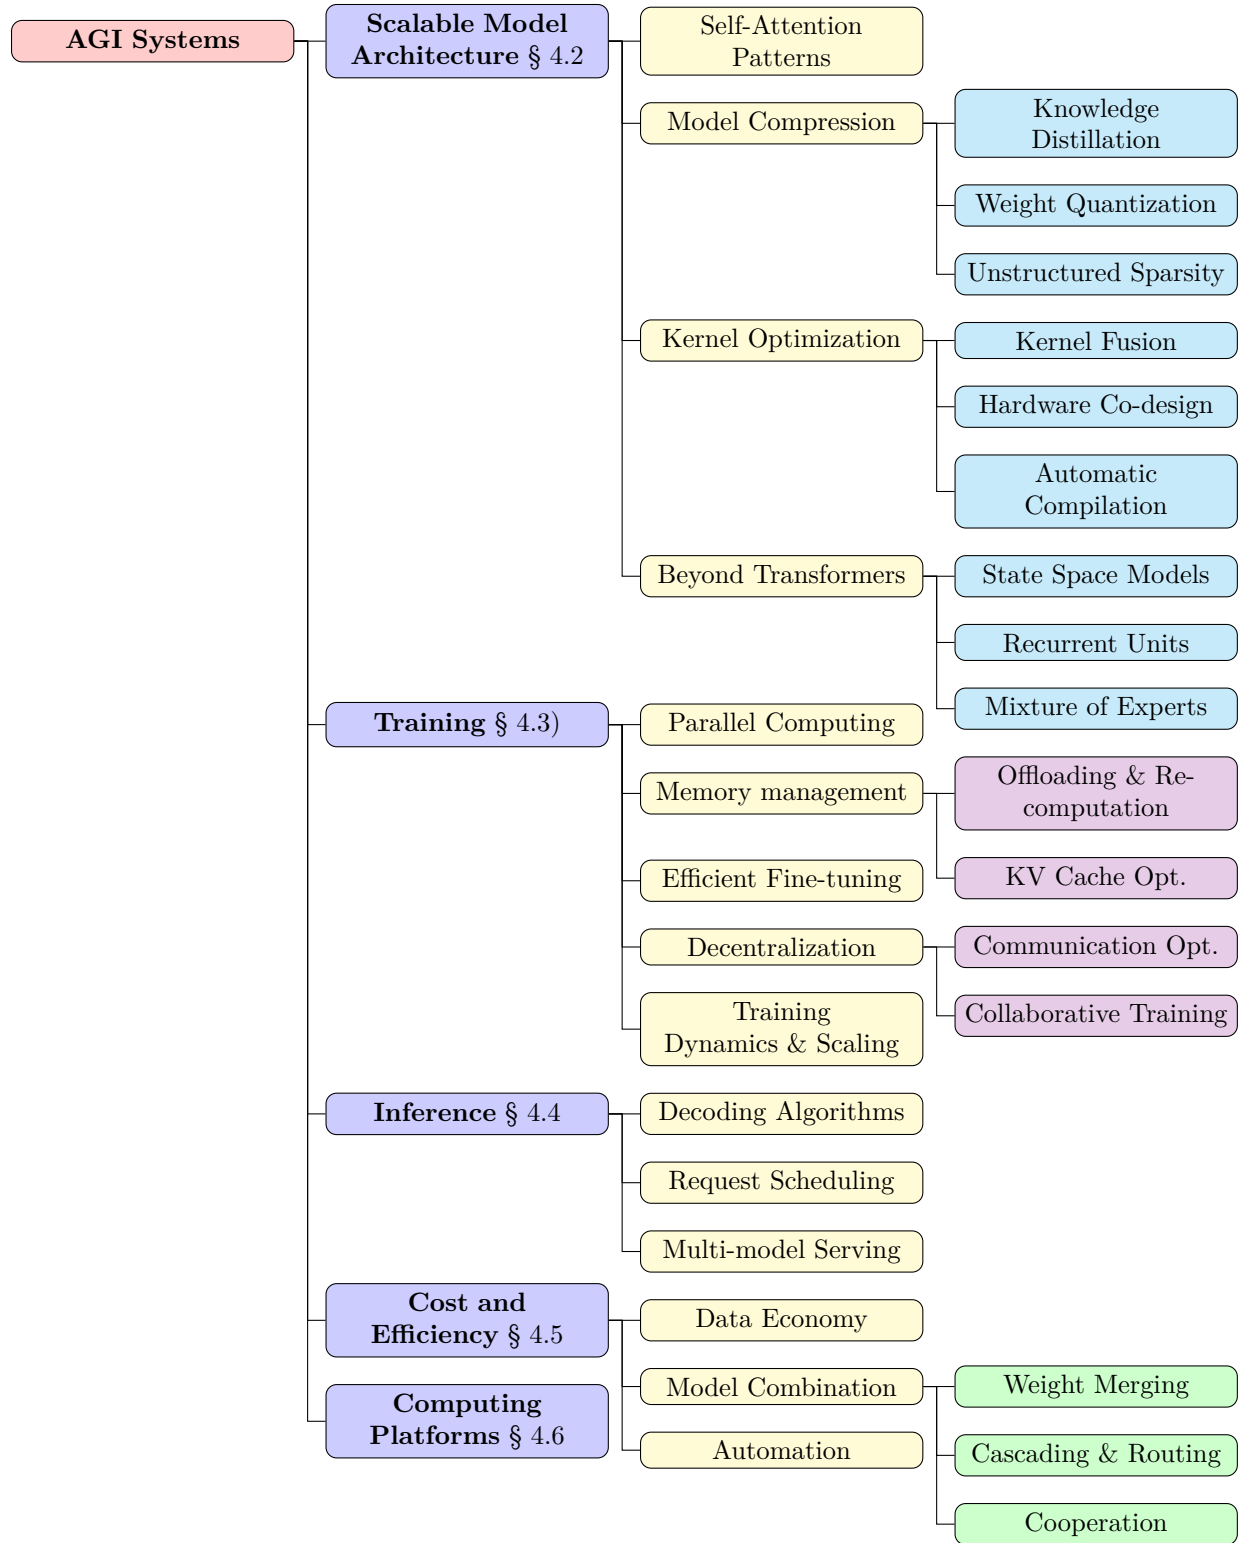 AGI Systems
Scalable Model
Architecture § 4.2
Self-Attention
Patterns
Model Compression
Knowledge
Distillation
Weight Quantization
Unstructured Sparsity
Kernel Optimization
Kernel Fusion
Hardware Co-design
Automatic
Compilation
Beyond Transformers
State Space Models
Recurrent Units
Mixture of Experts
Training § 4.3)
Parallel Computing
Memory management
Offloading & Re-
computation
KV Cache Opt.
Efficient Fine-tuning
Decentralization
Communication Opt.
Collaborative Training
Training
Dynamics & Scaling
Inference § 4.4
Decoding Algorithms
Request Scheduling
Multi-model Serving
Cost and
Efficiency § 4.5
Data Economy
Model Combination
Weight Merging
Cascading & Routing
Cooperation
Automation
Computing
Platforms § 4.6